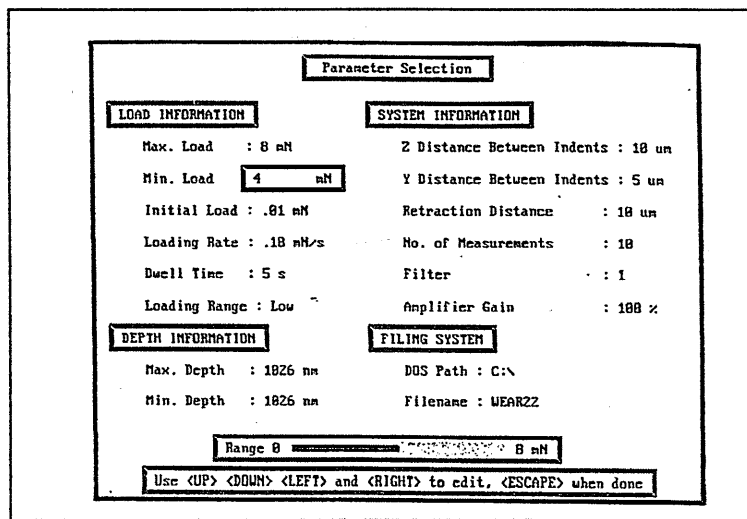 Parameter Selection
LOAD INFORMATION
Max. Load : 8 mN
Min. Load 4 mN
Initial Load : .01 mN
Loading Rate : .18 mN/s
Dwell Time : 5 s
Loading Range : Low
SYSTEM INFORMATION
Z Distance Between Indents : 10 um
Y Distance Between Indents : 5 um
Retraction Distance : 10 um
No. of Measurements : 10
Filter : 1
Amplifier Gain : 100 %
DEPTH INFORMATION
Max. Depth : 1026 nm
Min. Depth : 1026 nm
FILING SYSTEM
DOS Path : C:\
Filename : WEAR22
Range 0 8 mN
Use <UP> <DOWN> <LEFT> and <RIGHT> to edit, <ESCAPE> when done